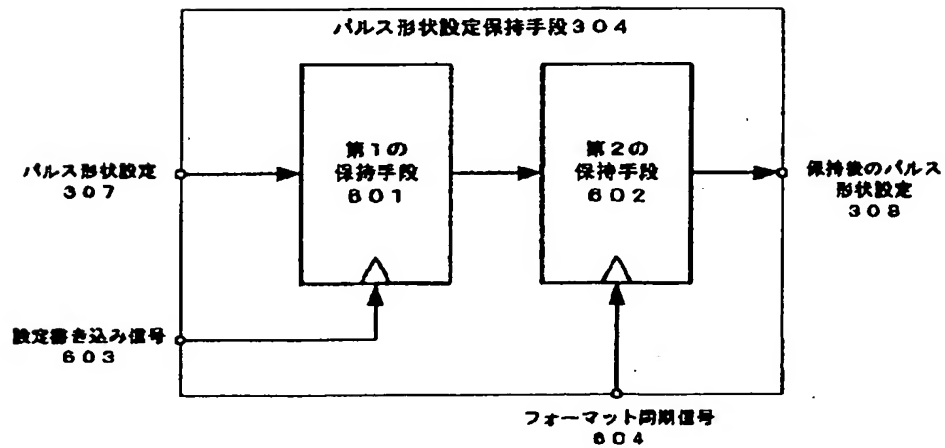 パルス形状設定保持手段304
第1の
保持手段
601
第2の
保持手段
602
パルス形状設定
307
保持後のパルス
形状設定
308
設定書き込み信号
603
フォーマット同期信号
604